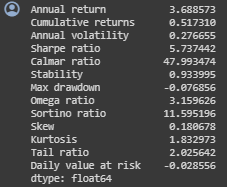 Annual return 3.688573
Cumulative returns 0.517310
Annual volatility 0.276655
Sharpe ratio 5.737442
Calmar ratio 47.993474
Stability 0.933995
Max drawdown -0.076856
Omega ratio 3.159626
Sortino ratio 11.595196
Skew 0.180678
Kurtosis 1.832973
Tail ratio 2.025642
Daily value at risk -0.028556
dtype: float64